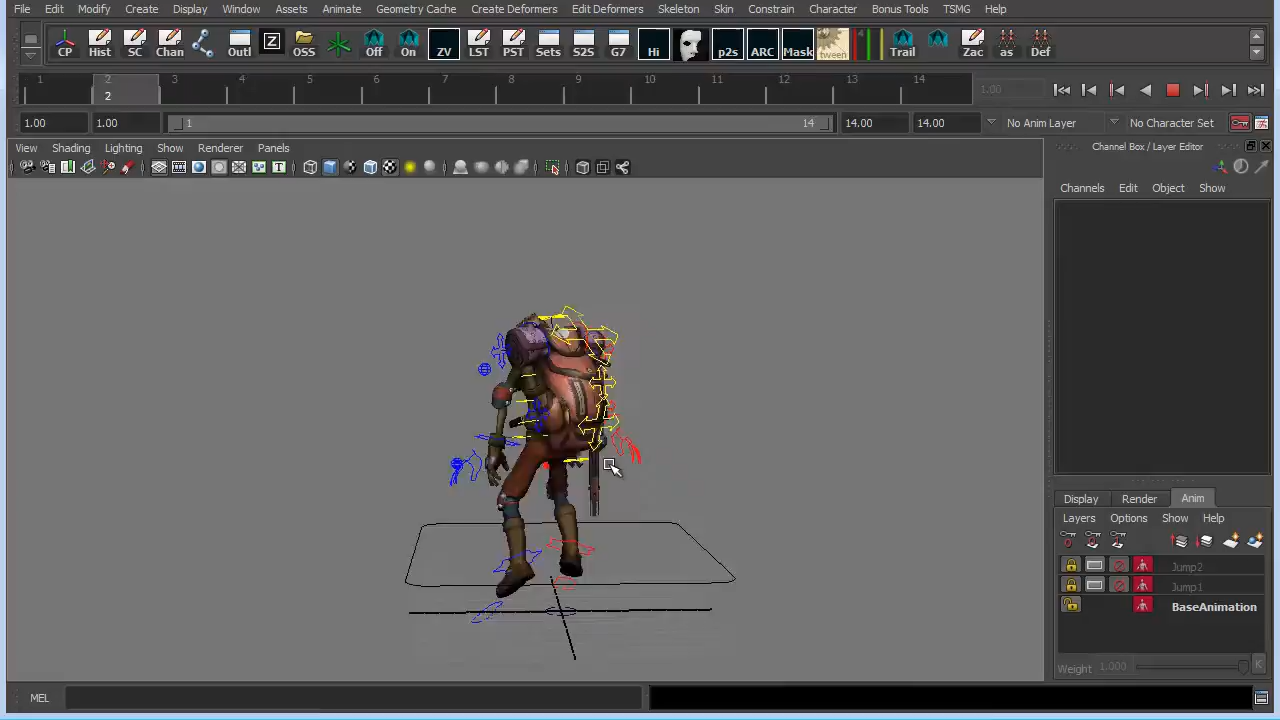 File Edit Modify Create Display Window Assets Animate Geometry Cache Create Deformers Edit Deformers Skeleton Skin Constrain Character Bonus Tools TSMG Help
CP Hist SC Chan Outl Z OSS Off On ZV LST PST Sets S2S G7 Hi p2s ARC Mask tween Trail Zac as Def
1 2 3 4 5 6 7 8 9 10 11 12 13 14 1.00
2
1.00 1.00 1 14 14.00 14.00 No Anim Layer No Character Set
View Shading Lighting Show Renderer Panels
Channel Box / Layer Editor
T
Channels Edit Object Show
Display Render Anim
Layers Options Show Help
Jump2
Jump1
BaseAnimation
Weight 1.000 K
MEL